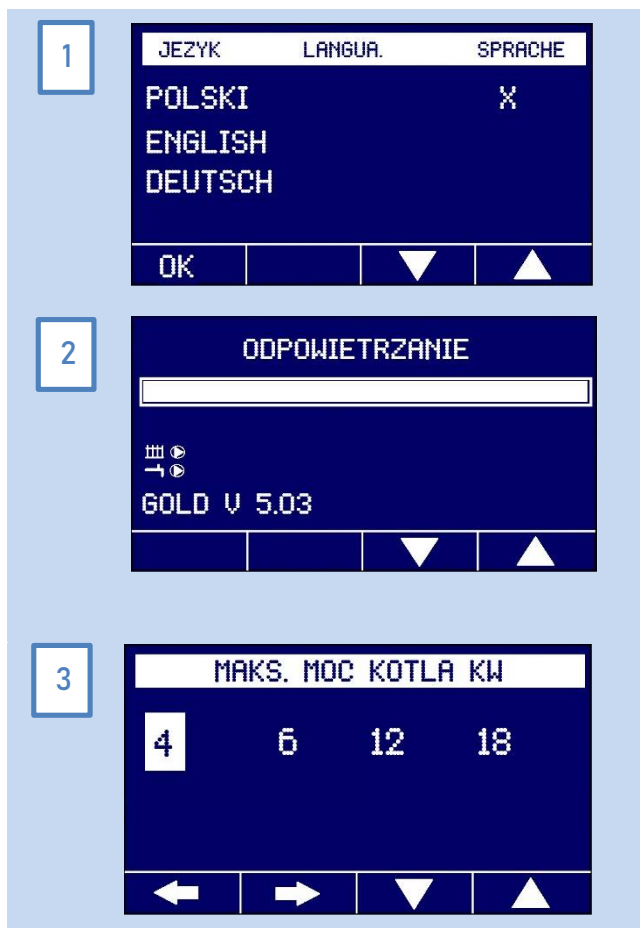 1
JEZYK LANGUA. SPRACHE
POLSKI X
ENGLISH
DEUTSCH
OK
2
ODPOWIETRZANIE
GOLD V 5.03
3
MAKS. MOC KOTLA KW
4 6 12 18